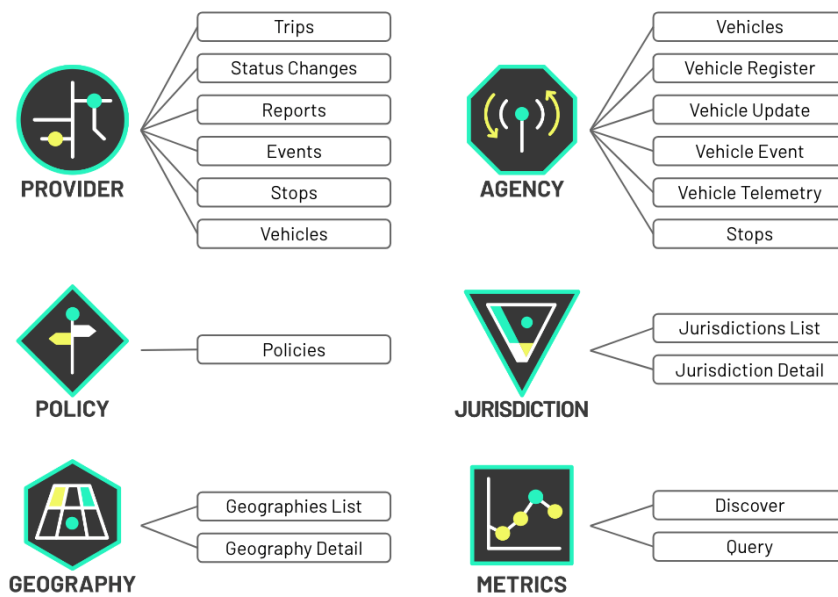 Trips
Status Changes
Reports
Events
Stops
Vehicles
PROVIDER
Vehicles
Vehicle Register
Vehicle Update
Vehicle Event
Vehicle Telemetry
Stops
AGENCY
Policies
POLICY
Jurisdictions List
Jurisdiction Detail
JURISDICTION
Geographies List
Geography Detail
GEOGRAPHY
Discover
Query
METRICS